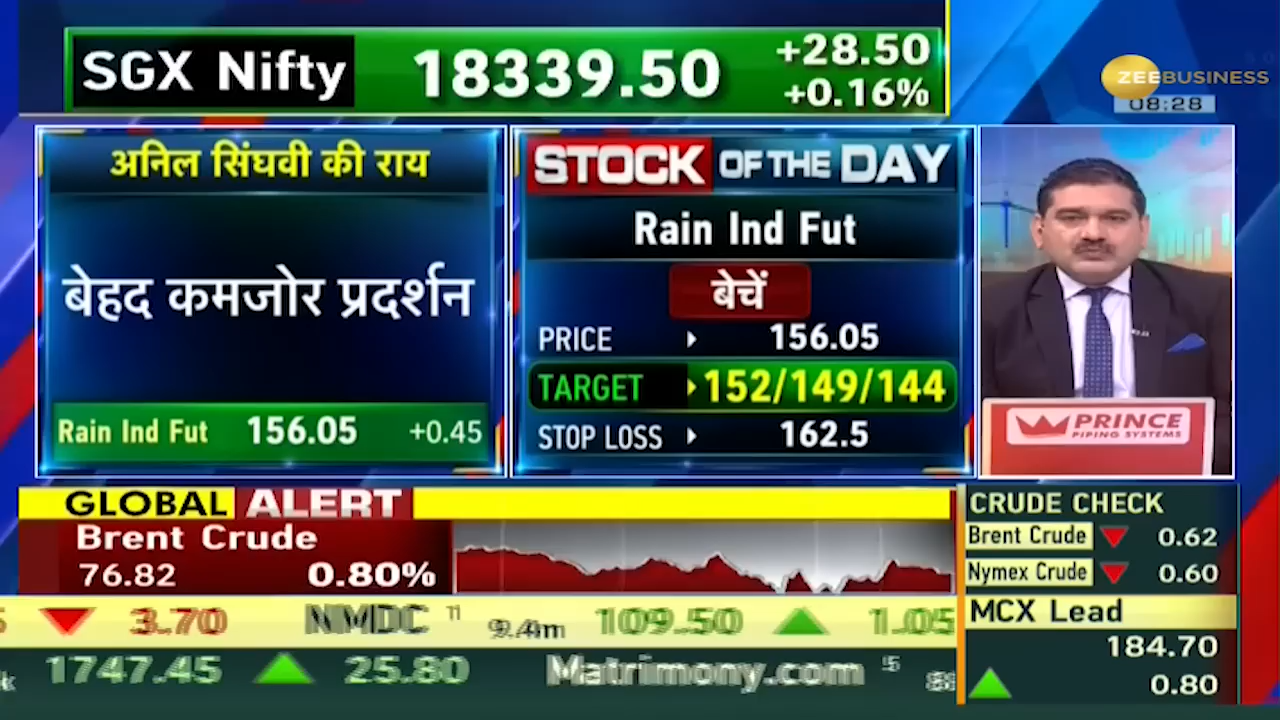 SGX Nifty 18339.50 +28.50
+0.16%
ZEEBUSINESS
08:28
अनिल सिंघवी की राय
बेहद कमजोर प्रदर्शन
Rain Ind Fut 156.05 +0.45
STOCK OF THE DAY
Rain Ind Fut
बेचें
PRICE 156.05
TARGET 152/149/144
STOP LOSS 162.5
PRINCE
PIPING SYSTEMS
GLOBAL ALERT
Brent Crude
76.82 0.80%
CRUDE CHECK
Brent Crude 0.62
Nymex Crude 0.60
MCX Lead
184.70
0.80
3.70 NMDC 9.4m 109.50 1.05
1747.45 25.80 Matrimony.com